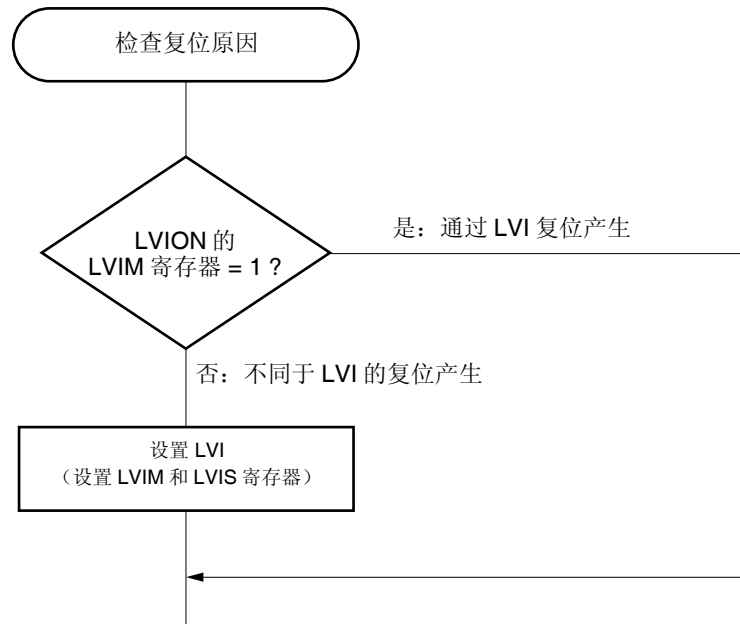 检查复位原因
LVION 的
LVIM 寄存器 = 1 ?
是：通过 LVI 复位产生
否：不同于 LVI 的复位产生
设置 LVI
（设置 LVIM 和 LVIS 寄存器）